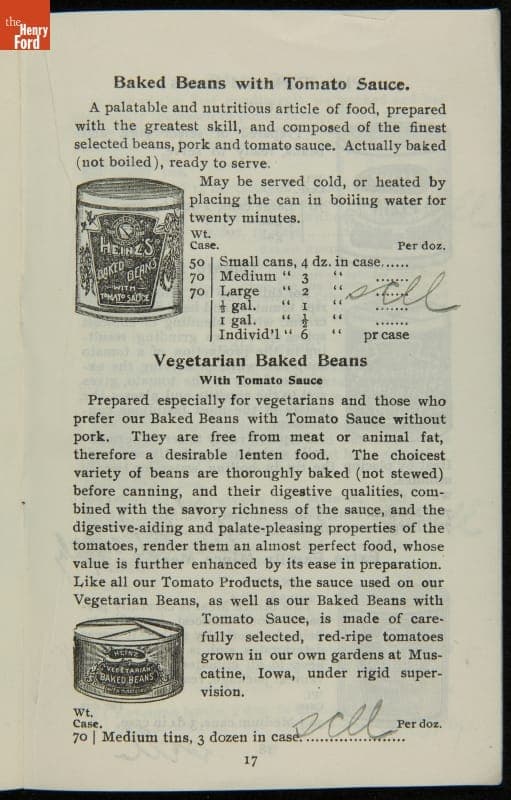 the
Henry
Ford
Baked Beans with Tomato Sauce.
A palatable and nutritious article of food, prepared
with the greatest skill, and composed of the finest
selected beans, pork and tomato sauce. Actually baked
(not boiled), ready to serve.
May be served cold, or heated by
placing the can in boiling water for
twenty minutes.
HEINZ'S
BAKED BEANS
WITH
TOMATO SAUCE
Wt.
Case. Per doz.
50 | Small cans, 4 dz. in case......
70 | Medium " 3 " ......
70 | Large " 2 " ...... sell
½ gal. " 1 " ......
1 gal. " ½ " ......
Individ'l " 6 " pr case
Vegetarian Baked Beans
With Tomato Sauce
Prepared especially for vegetarians and those who
prefer our Baked Beans with Tomato Sauce without
pork. They are free from meat or animal fat,
therefore a desirable lenten food. The choicest
variety of beans are thoroughly baked (not stewed)
before canning, and their digestive qualities, com-
bined with the savory richness of the sauce, and the
digestive-aiding and palate-pleasing properties of the
tomatoes, render them an almost perfect food, whose
value is further enhanced by its ease in preparation.
Like all our Tomato Products, the sauce used on our
Vegetarian Beans, as well as our Baked Beans with
Tomato Sauce, is made of care-
fully selected, red-ripe tomatoes
grown in our own gardens at Mus-
catine, Iowa, under rigid super-
vision.
HEINZ
VEGETARIAN
BAKED BEANS
Wt.
Case. sell Per doz.
70 | Medium tins, 3 dozen in case......................
17